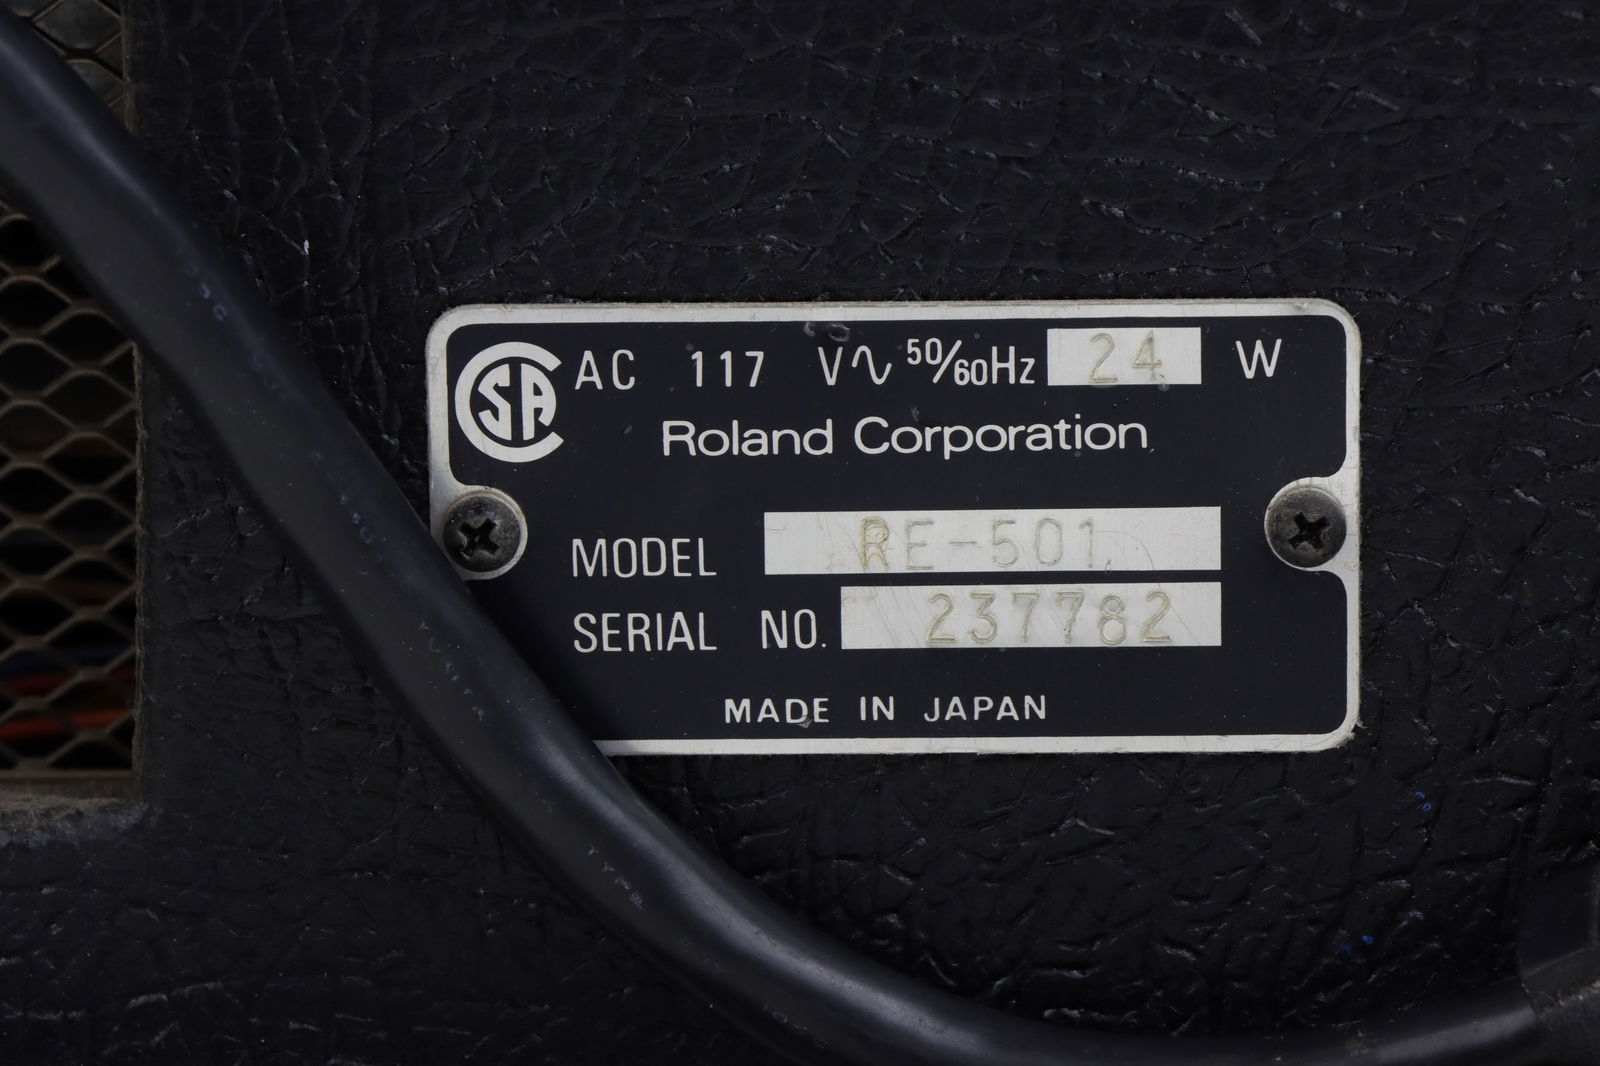 CSA AC 117 V∿ 50/60Hz 24 W
Roland Corporation
MODEL RE-501
SERIAL NO. 237782
MADE IN JAPAN